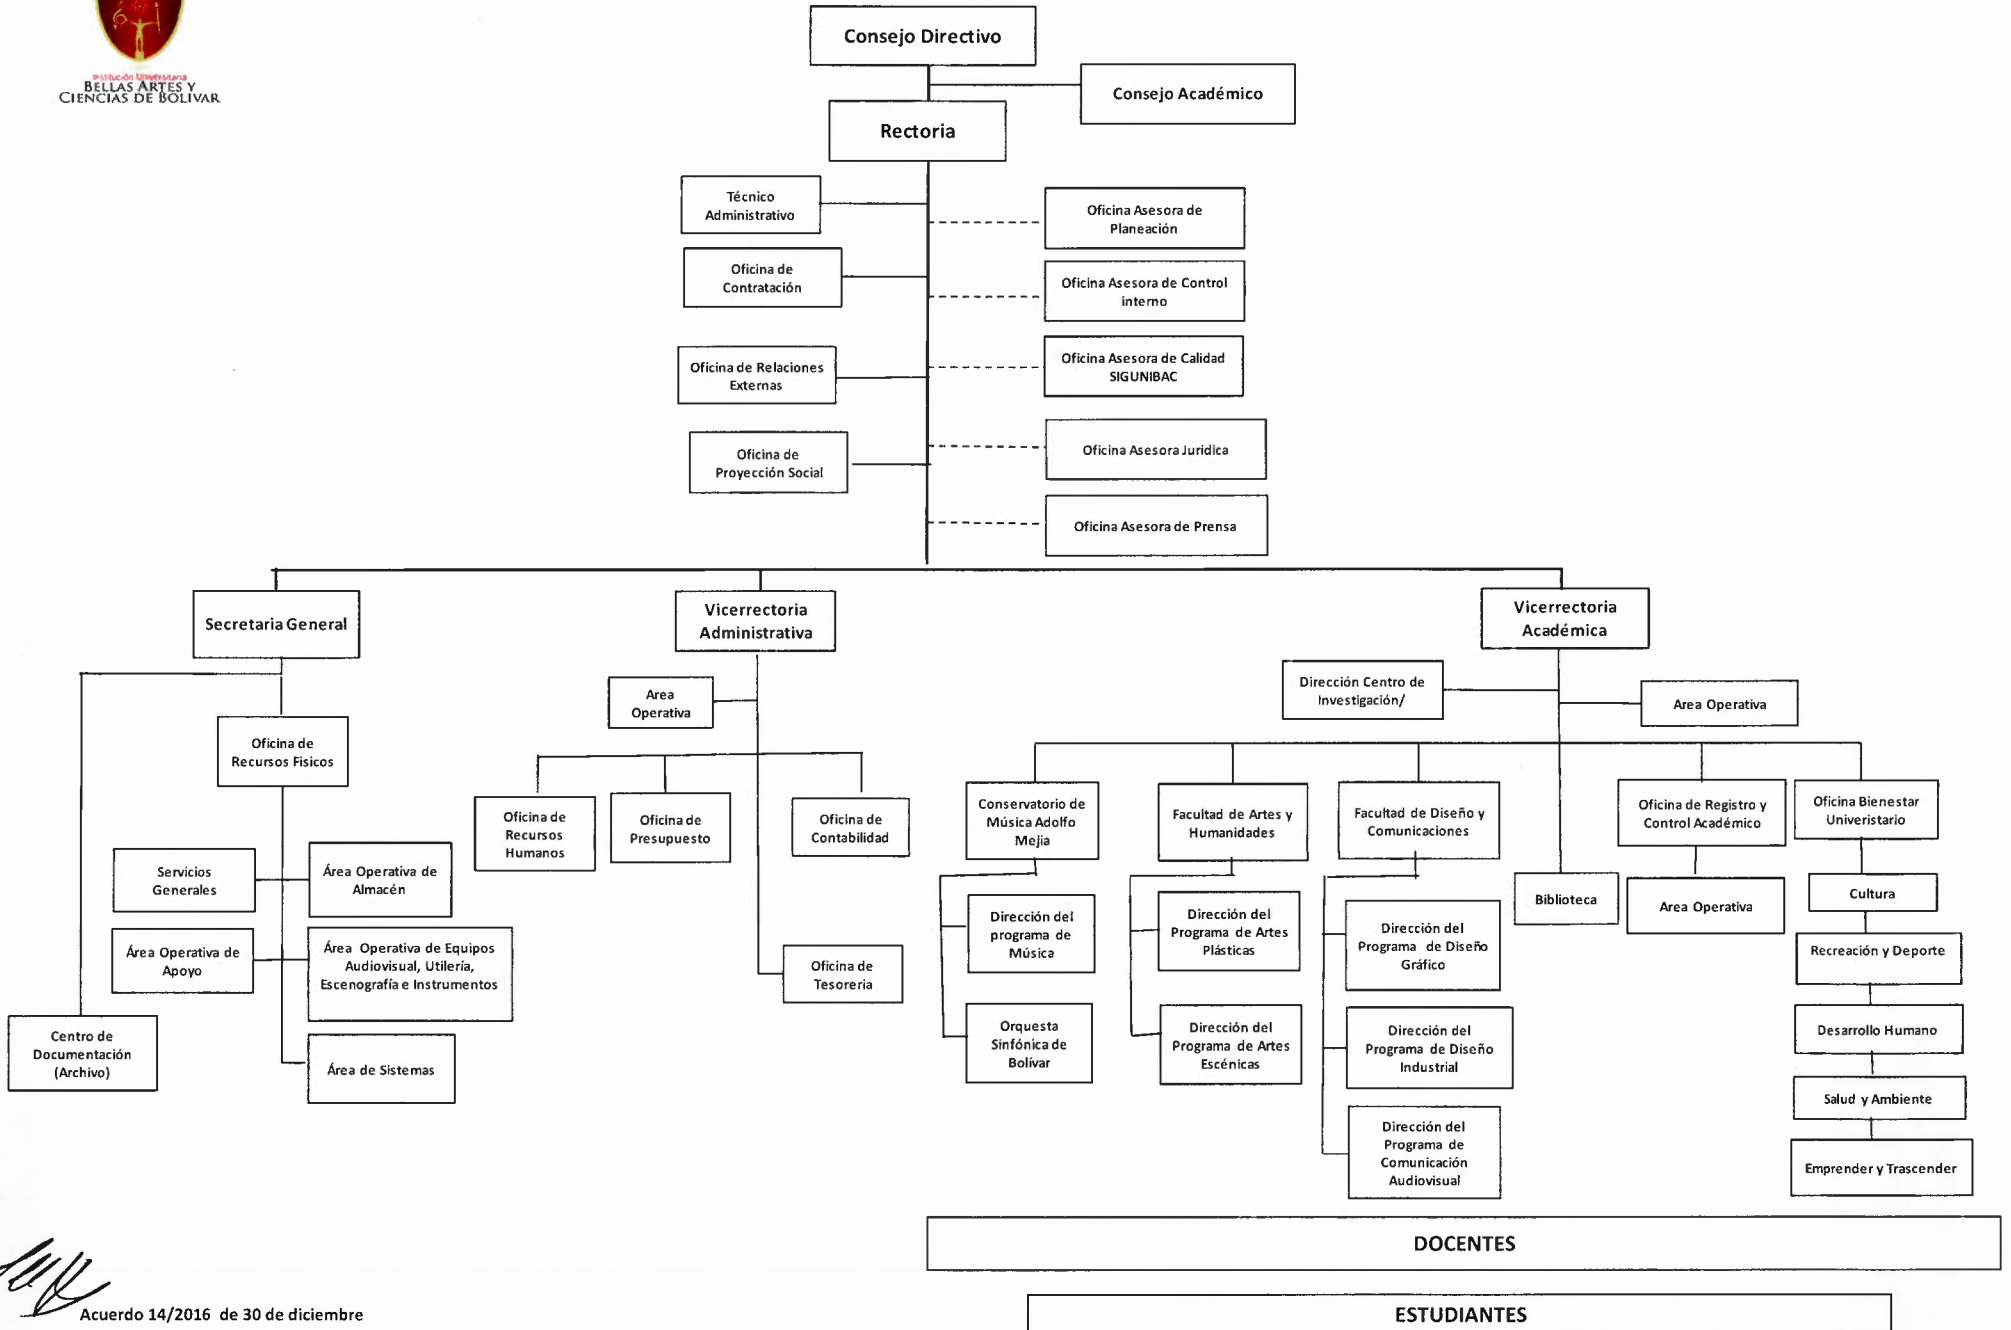 Institución Universitaria
BELLAS ARTES Y
CIENCIAS DE BOLIVAR
Consejo Directivo
Consejo Académico
Rectoria
Técnico
Administrativo
Oficina Asesora de
Planeación
Oficina de
Contratación
Oficina Asesora de Control
interno
Oficina de Relaciones
Externas
Oficina Asesora de Calidad
SIGUNIBAC
Oficina de
Proyección Social
Oficina Asesora Juridica
Oficina Asesora de Prensa
Secretaria General
Vicerrectoria
Administrativa
Vicerrectoria
Académica
Area
Operativa
Dirección Centro de
Investigación/
Area Operativa
Oficina de
Recursos Fisicos
Oficina de
Recursos
Humanos
Oficina de
Presupuesto
Oficina de
Contabilidad
Conservatorio de
Música Adolfo
Mejia
Facultad de Artes y
Humanidades
Facultad de Diseño y
Comunicaciones
Oficina de Registro y
Control Académico
Oficina Bienestar
Univeristario
Servicios
Generales
Área Operativa de
Almacén
Biblioteca
Area Operativa
Cultura
Dirección del
programa de
Música
Dirección del
Programa de Artes
Plásticas
Dirección del
Programa de Diseño
Gráfico
Recreación y Deporte
Área Operativa de
Apoyo
Área Operativa de Equipos
Audiovisual, Utilería,
Escenografía e Instrumentos
Oficina de
Tesoreria
Centro de
Documentación
(Archivo)
Área de Sistemas
Orquesta
Sinfónica de
Bolívar
Dirección del
Programa de Artes
Escénicas
Dirección del
Programa de Diseño
Industrial
Desarrollo Humano
Salud y Ambiente
Dirección del
Programa de
Comunicación
Audiovisual
Emprender y Trascender
DOCENTES
ESTUDIANTES
Acuerdo 14/2016 de 30 de diciembre